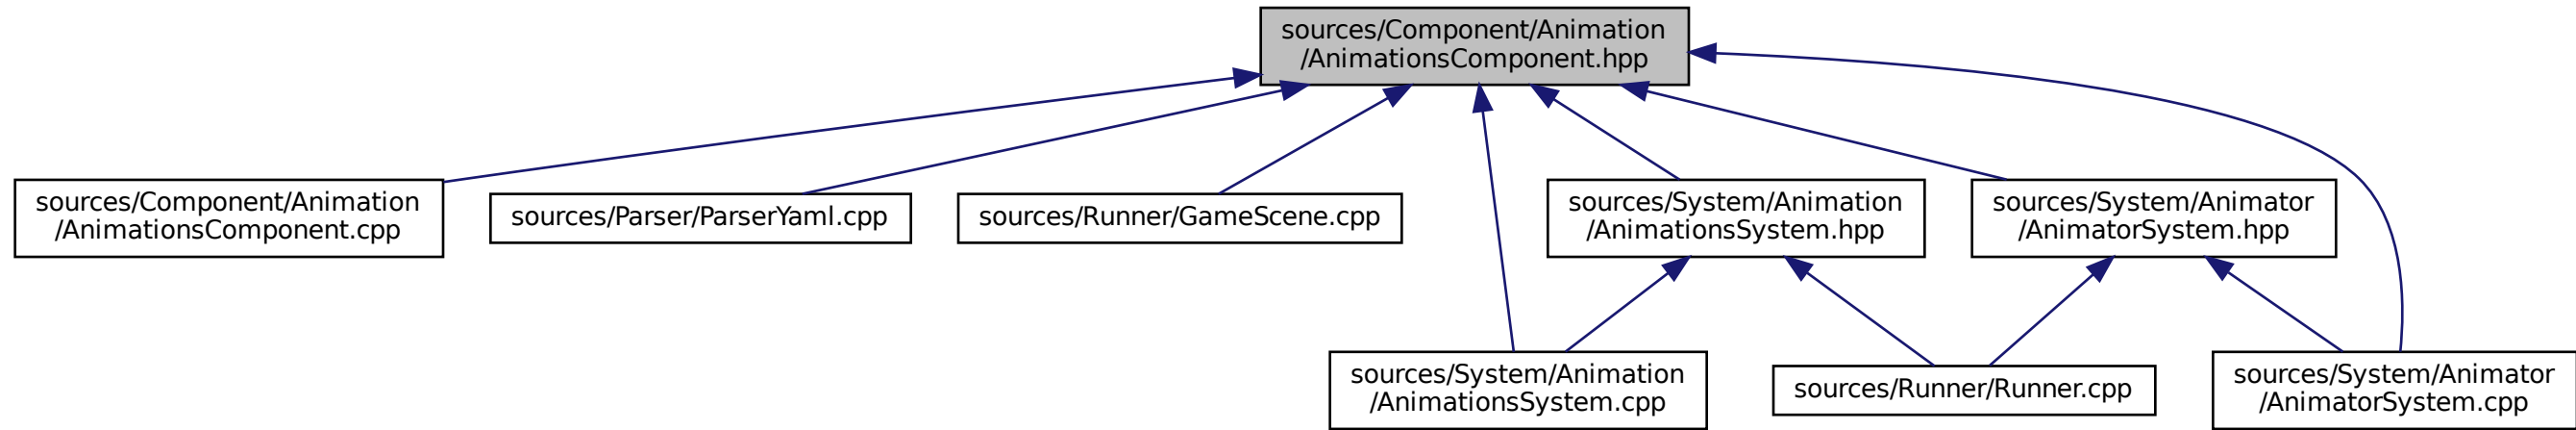 sources/Component/Animation
/AnimationsComponent.hpp
sources/Component/Animation
/AnimationsComponent.cpp
sources/Parser/ParserYaml.cpp
sources/Runner/GameScene.cpp
sources/System/Animation
/AnimationsSystem.hpp
sources/System/Animator
/AnimatorSystem.hpp
sources/System/Animation
/AnimationsSystem.cpp
sources/Runner/Runner.cpp
sources/System/Animator
/AnimatorSystem.cpp